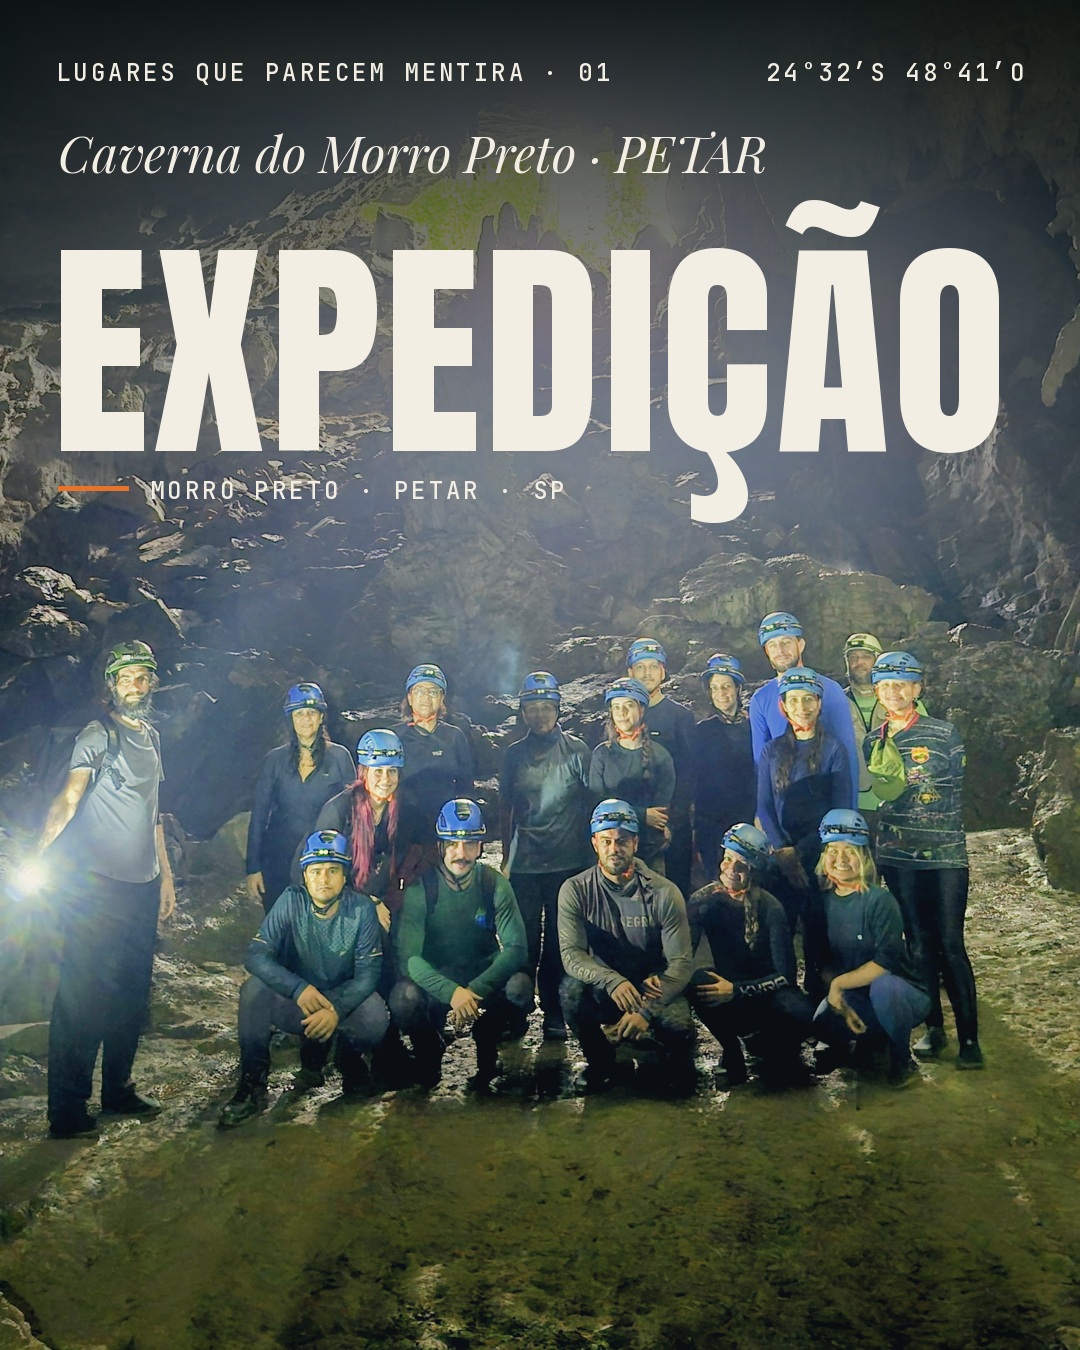 LUGARES QUE PARECEM MENTIRA · 01
24°32′S 48°41′O
Caverna do Morro Preto · PETAR
EXPEDIÇÃO
MORRO PRETO · PETAR · SP
KYRA